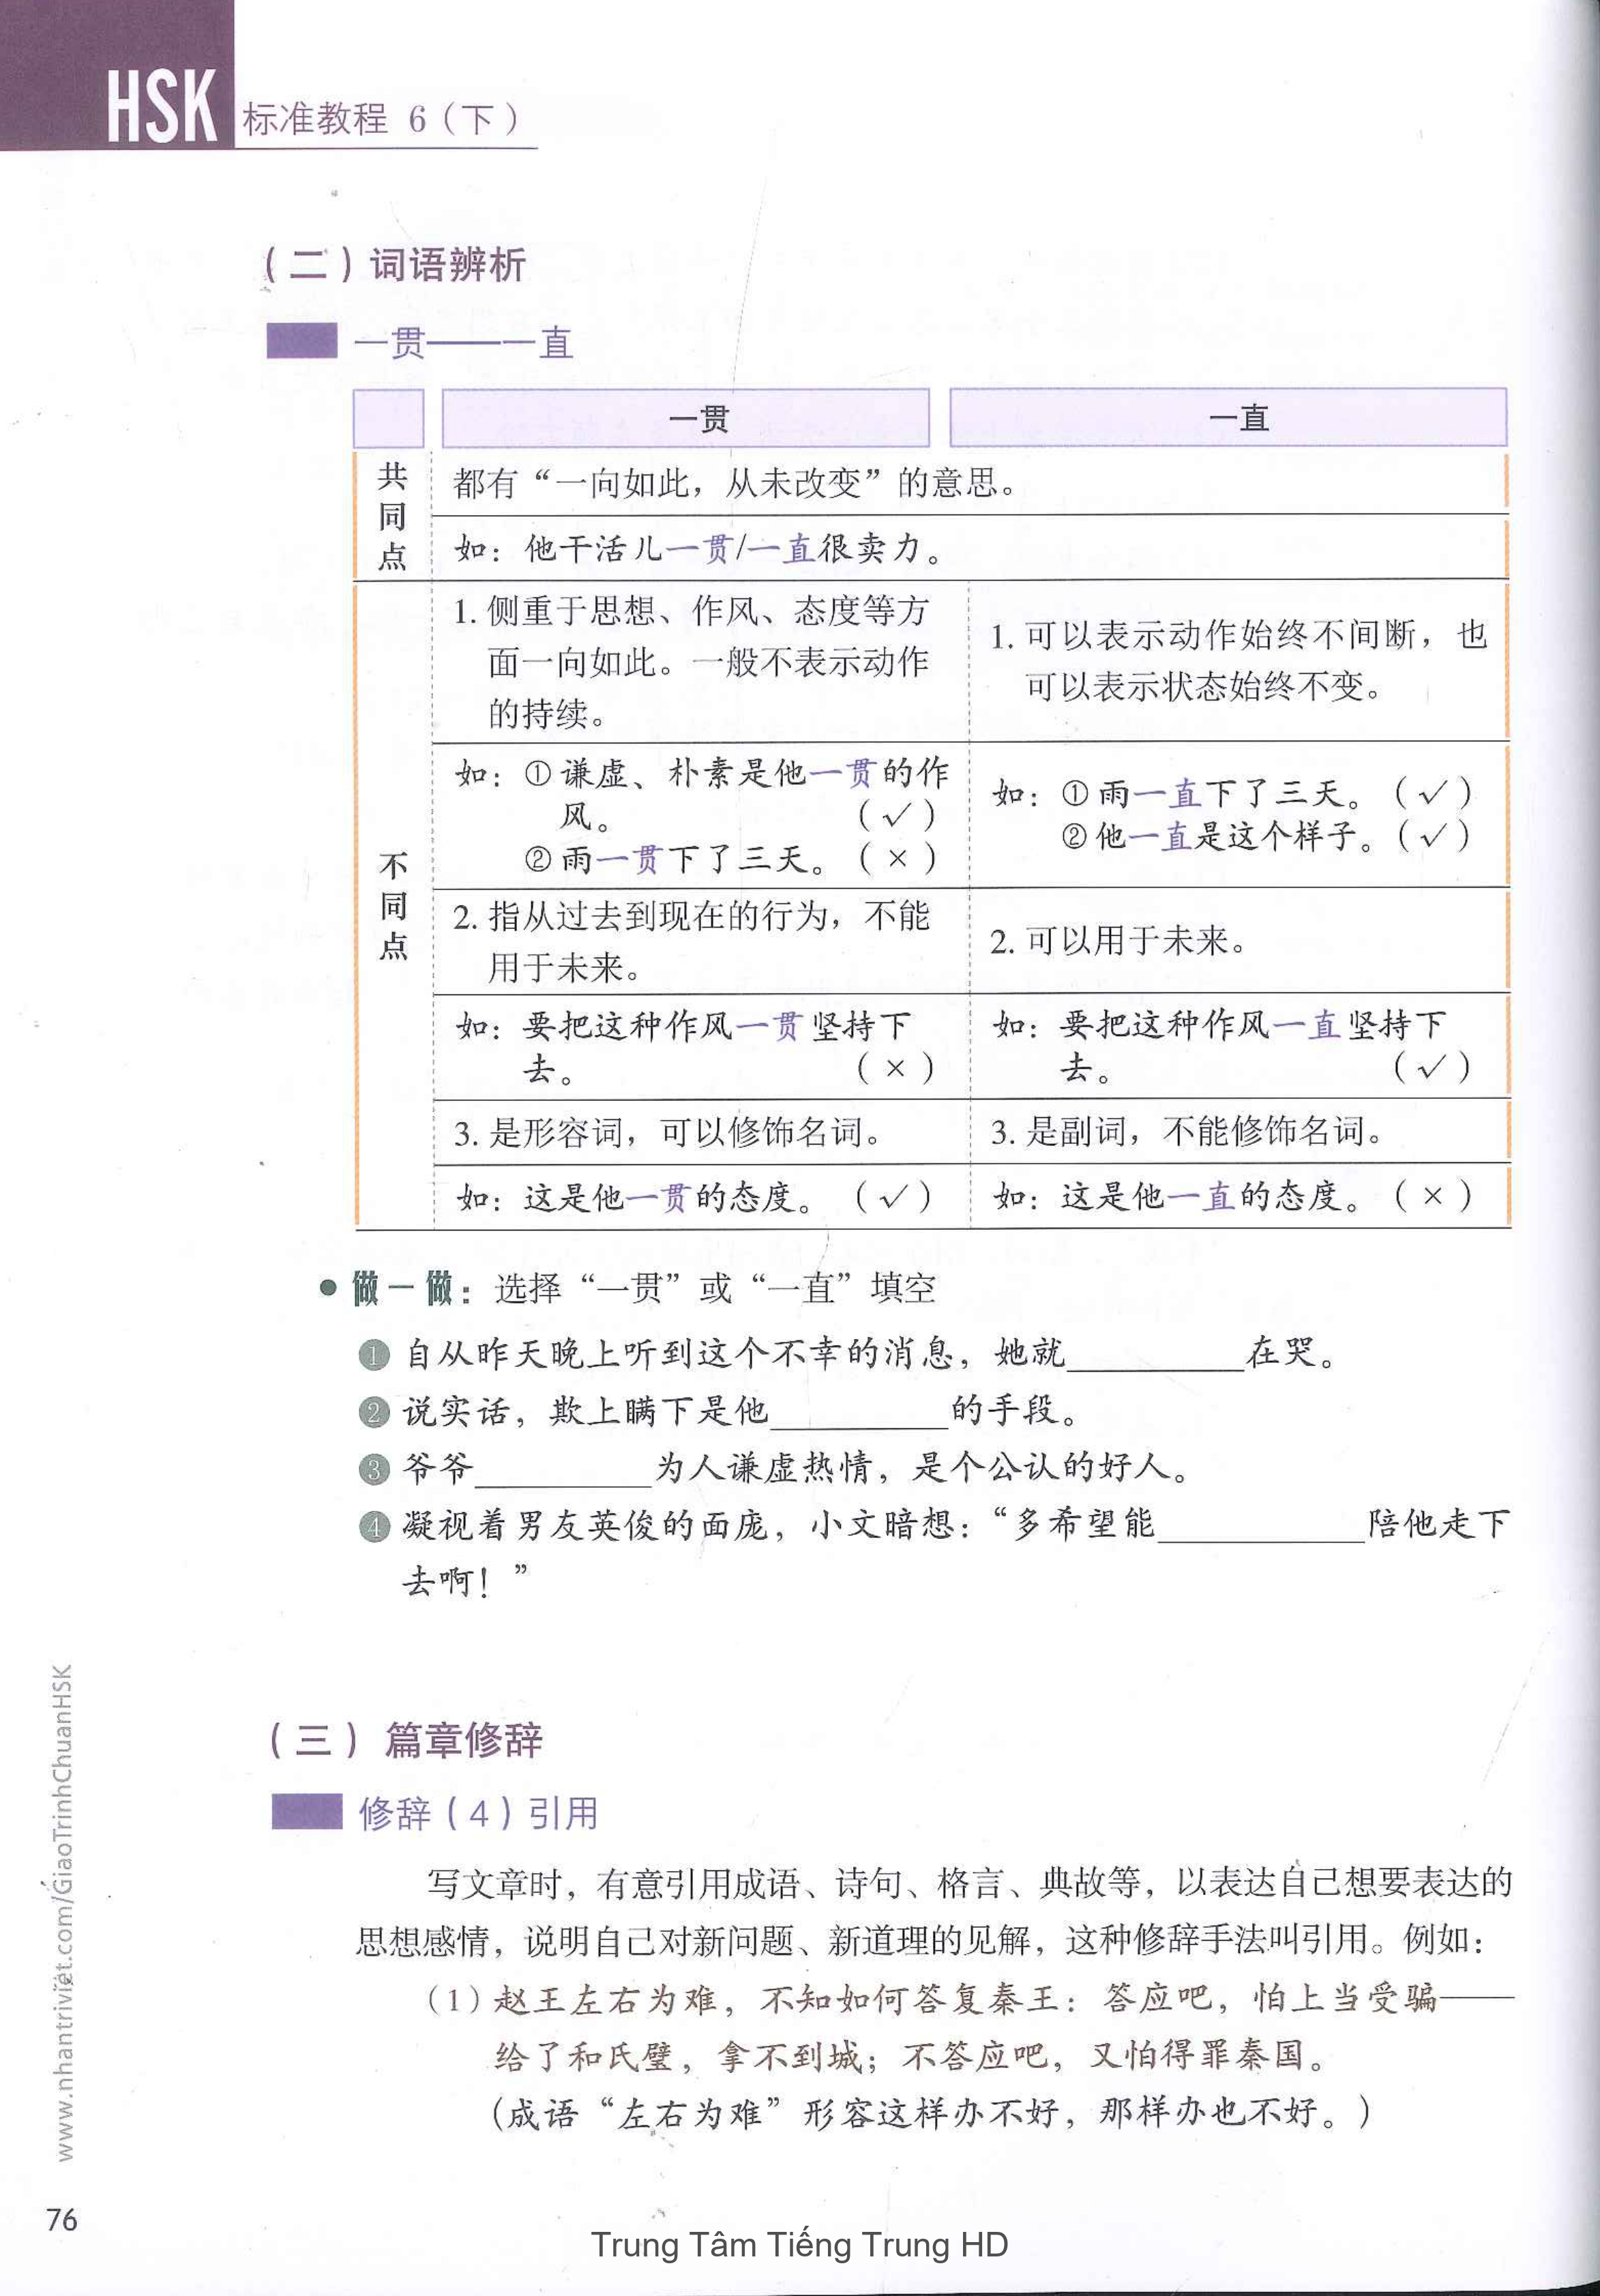 HSK 标准教程 6（下）
（二）词语辨析
一贯——一直
一贯 一直
共同点
都有“一向如此，从未改变”的意思。
如：他干活儿一贯/一直很卖力。
不同点
1. 侧重于思想、作风、态度等方
面一向如此。一般不表示动作
的持续。
1. 可以表示动作始终不间断，也
可以表示状态始终不变。
如：①谦虚、朴素是他一贯的作
风。（√）
②雨一贯下了三天。（×）
如：①雨一直下了三天。（√）
②他一直是这个样子。（√）
2. 指从过去到现在的行为，不能
用于未来。
2. 可以用于未来。
如：要把这种作风一贯坚持下
去。（×）
如：要把这种作风一直坚持下
去。（√）
3. 是形容词，可以修饰名词。
3. 是副词，不能修饰名词。
如：这是他一贯的态度。（√）
如：这是他一直的态度。（×）
● 做一做：选择“一贯”或“一直”填空
1 自从昨天晚上听到这个不幸的消息，她就__________在哭。
2 说实话，欺上瞒下是他__________的手段。
3 爷爷__________为人谦虚热情，是个公认的好人。
4 凝视着男友英俊的面庞，小文暗想：“多希望能__________陪他走下
去啊！”
（三）篇章修辞
修辞（4）引用
写文章时，有意引用成语、诗句、格言、典故等，以表达自己想要表达的
思想感情，说明自己对新问题、新道理的见解，这种修辞手法叫引用。例如：
（1）赵王左右为难，不知如何答复秦王：答应吧，怕上当受骗——
给了和氏璧，拿不到城；不答应吧，又怕得罪秦国。
（成语“左右为难”形容这样办不好，那样办也不好。）
www.nhantriviet.com/GiaoTrinhChuanHSK
76
Trung Tâm Tiếng Trung HD